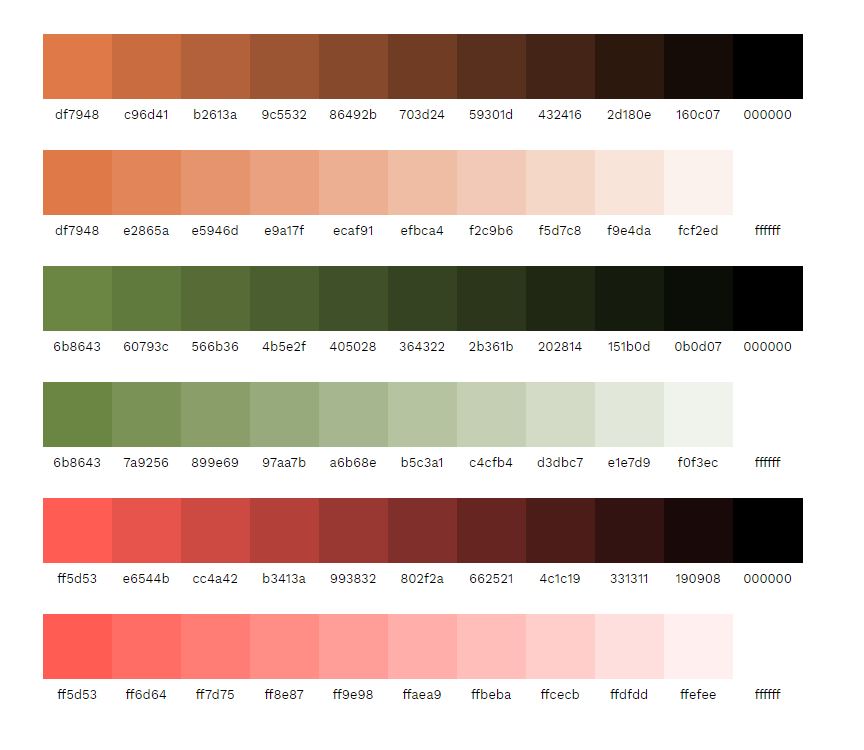 df7948 c96d41 b2613a 9c5532 86492b 703d24 59301d 432416 2d180e 160c07 000000
df7948 e2865a e5946d e9a17f ecaf91 efbca4 f2c9b6 f5d7c8 f9e4da fcf2ed ffffff
6b8643 60793c 566b36 4b5e2f 405028 364322 2b361b 202814 151b0d 0b0d07 000000
6b8643 7a9256 899e69 97aa7b a6b68e b5c3a1 c4cfb4 d3dbc7 e1e7d9 f0f3ec ffffff
ff5d53 e6544b cc4a42 b3413a 993832 802f2a 662521 4c1c19 331311 190908 000000
ff5d53 ff6d64 ff7d75 ff8e87 ff9e98 ffaea9 ffbeba ffcecb ffdfdd ffefee ffffff